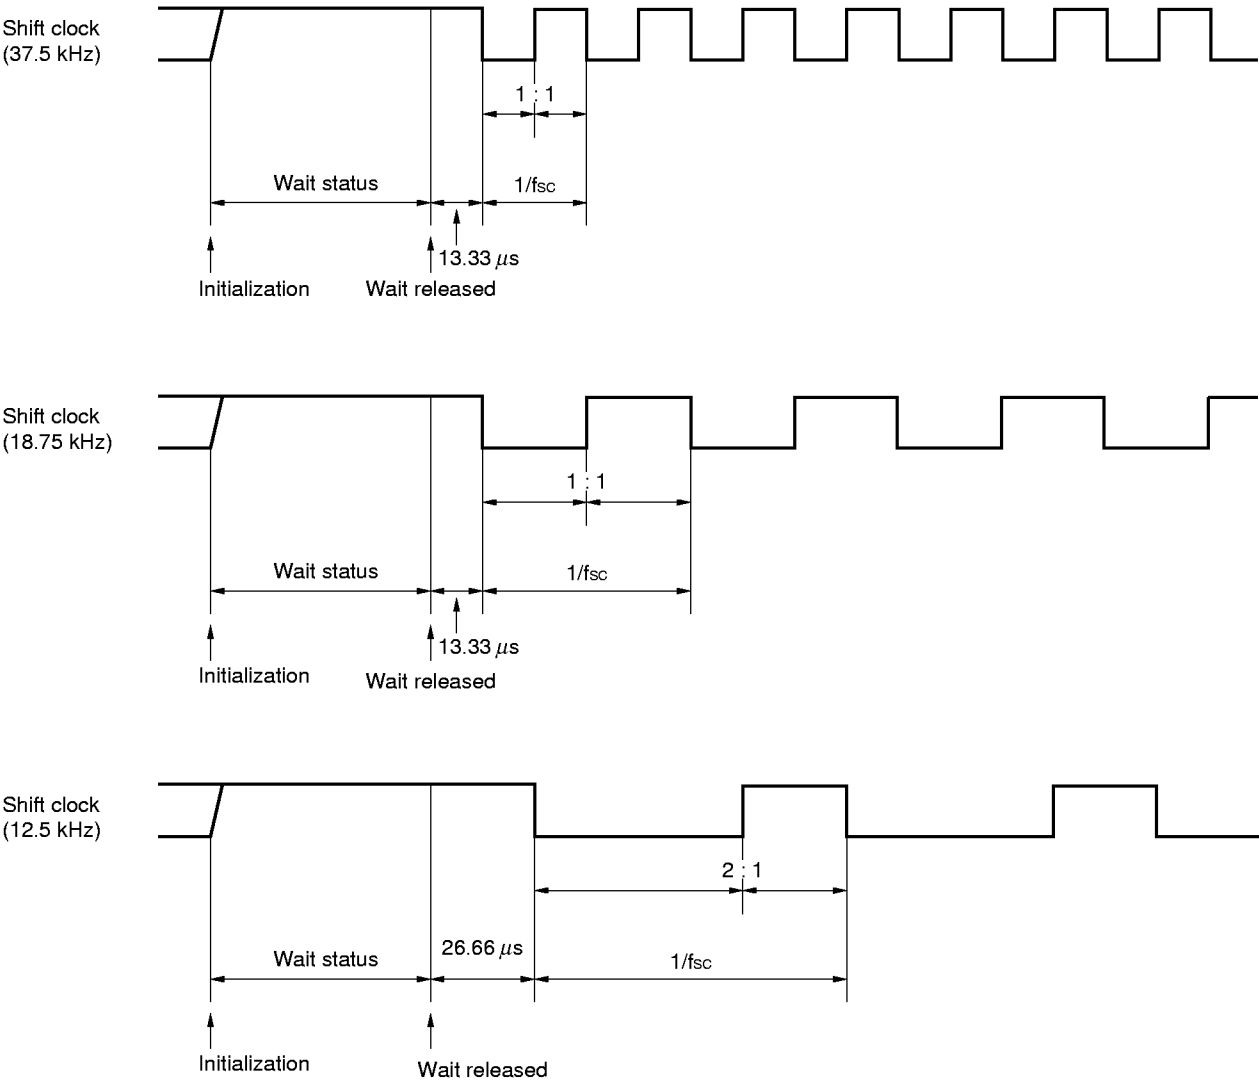 Shift clock
(37.5 kHz)
1 : 1
Wait status
1/fSC
13.33 μs
Initialization
Wait released
Shift clock
(18.75 kHz)
1 : 1
Wait status
1/fSC
13.33 μs
Initialization
Wait released
Shift clock
(12.5 kHz)
2 : 1
26.66 μs
Wait status
1/fSC
Initialization
Wait released